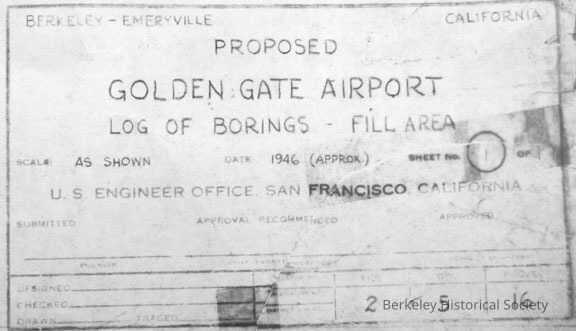 BERKELEY - EMERYVILLE CALIFORNIA
PROPOSED
GOLDEN GATE AIRPORT
LOG OF BORINGS - FILL AREA
SCALE AS SHOWN DATE 1946 (APPROX.) SHEET NO. 1 OF
U. S. ENGINEER OFFICE, SAN FRANCISCO, CALIFORNIA
SUBMITTED APPROVAL RECOMMENDED APPROVED
DESIGNED
CHECKED
2 5 16
DRAWN TRACED
Berkeley Historical Society